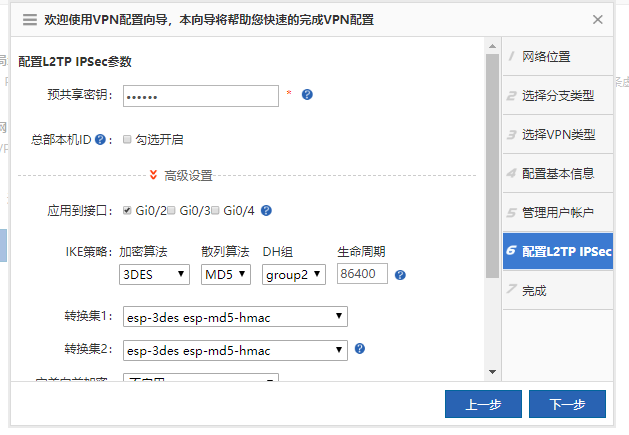 欢迎使用VPN配置向导，本向导将帮助您快速的完成VPN配置
配置L2TP IPSec参数
预共享密钥： •••••• *
总部本机ID： 勾选开启
高级设置
应用到接口： Gi0/2 Gi0/3 Gi0/4
IKE策略： 加密算法 散列算法 DH组 生命周期
3DES MD5 group2 86400
转换集1： esp-3des esp-md5-hmac
转换集2： esp-3des esp-md5-hmac
1 网络位置
2 选择分支类型
3 选择VPN类型
4 配置基本信息
5 管理用户帐户
6 配置L2TP IPSec
7 完成
上一步 下一步